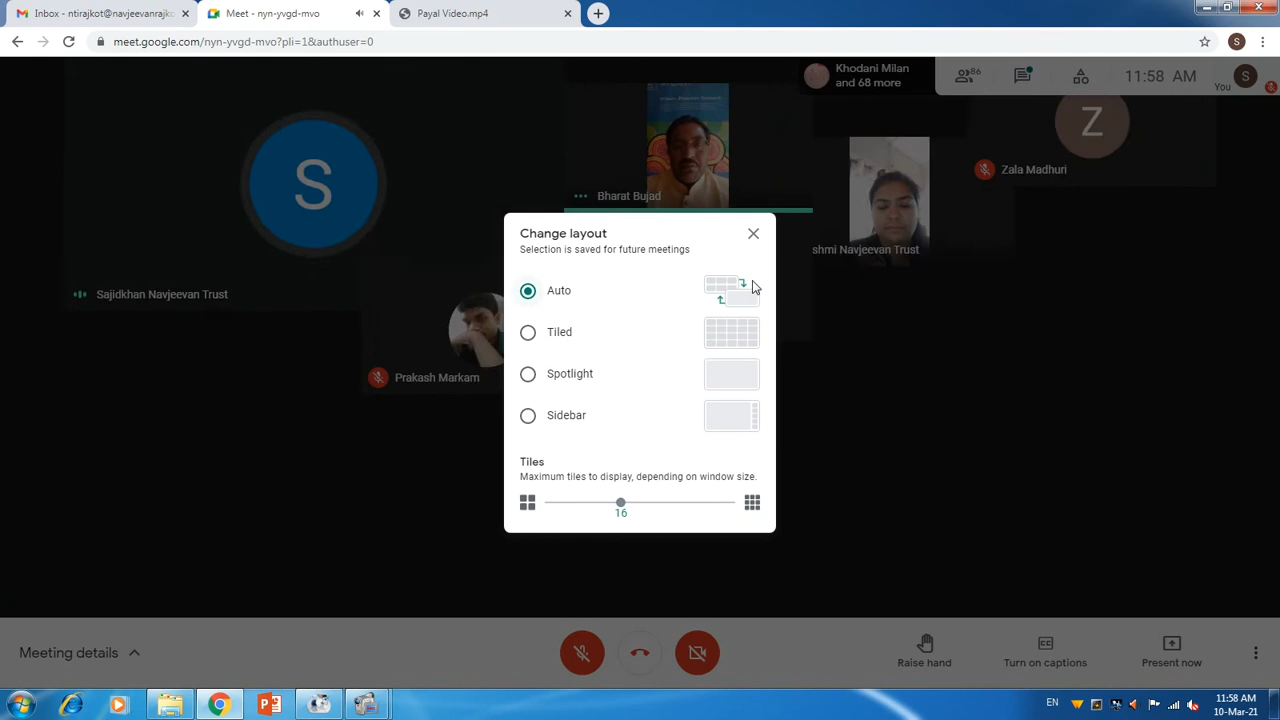 Inbox - ntirajkot@navjeevanrajko
Meet - nyn-yvgd-mvo
Payal Video.mp4
meet.google.com/nyn-yvgd-mvo?pli=1&authuser=0
S
Khodani Milan
and 68 more
86
11:58 AM
You
S
S
Bharat Bujad
Z
Zala Madhuri
shmi Navjeevan Trust
Sajidkhan Navjeevan Trust
Prakash Markam
Change layout
Selection is saved for future meetings
Auto
Tiled
Spotlight
Sidebar
Tiles
Maximum tiles to display, depending on window size.
16
Meeting details
Raise hand
Turn on captions
Present now
EN
11:58 AM
10-Mar-21